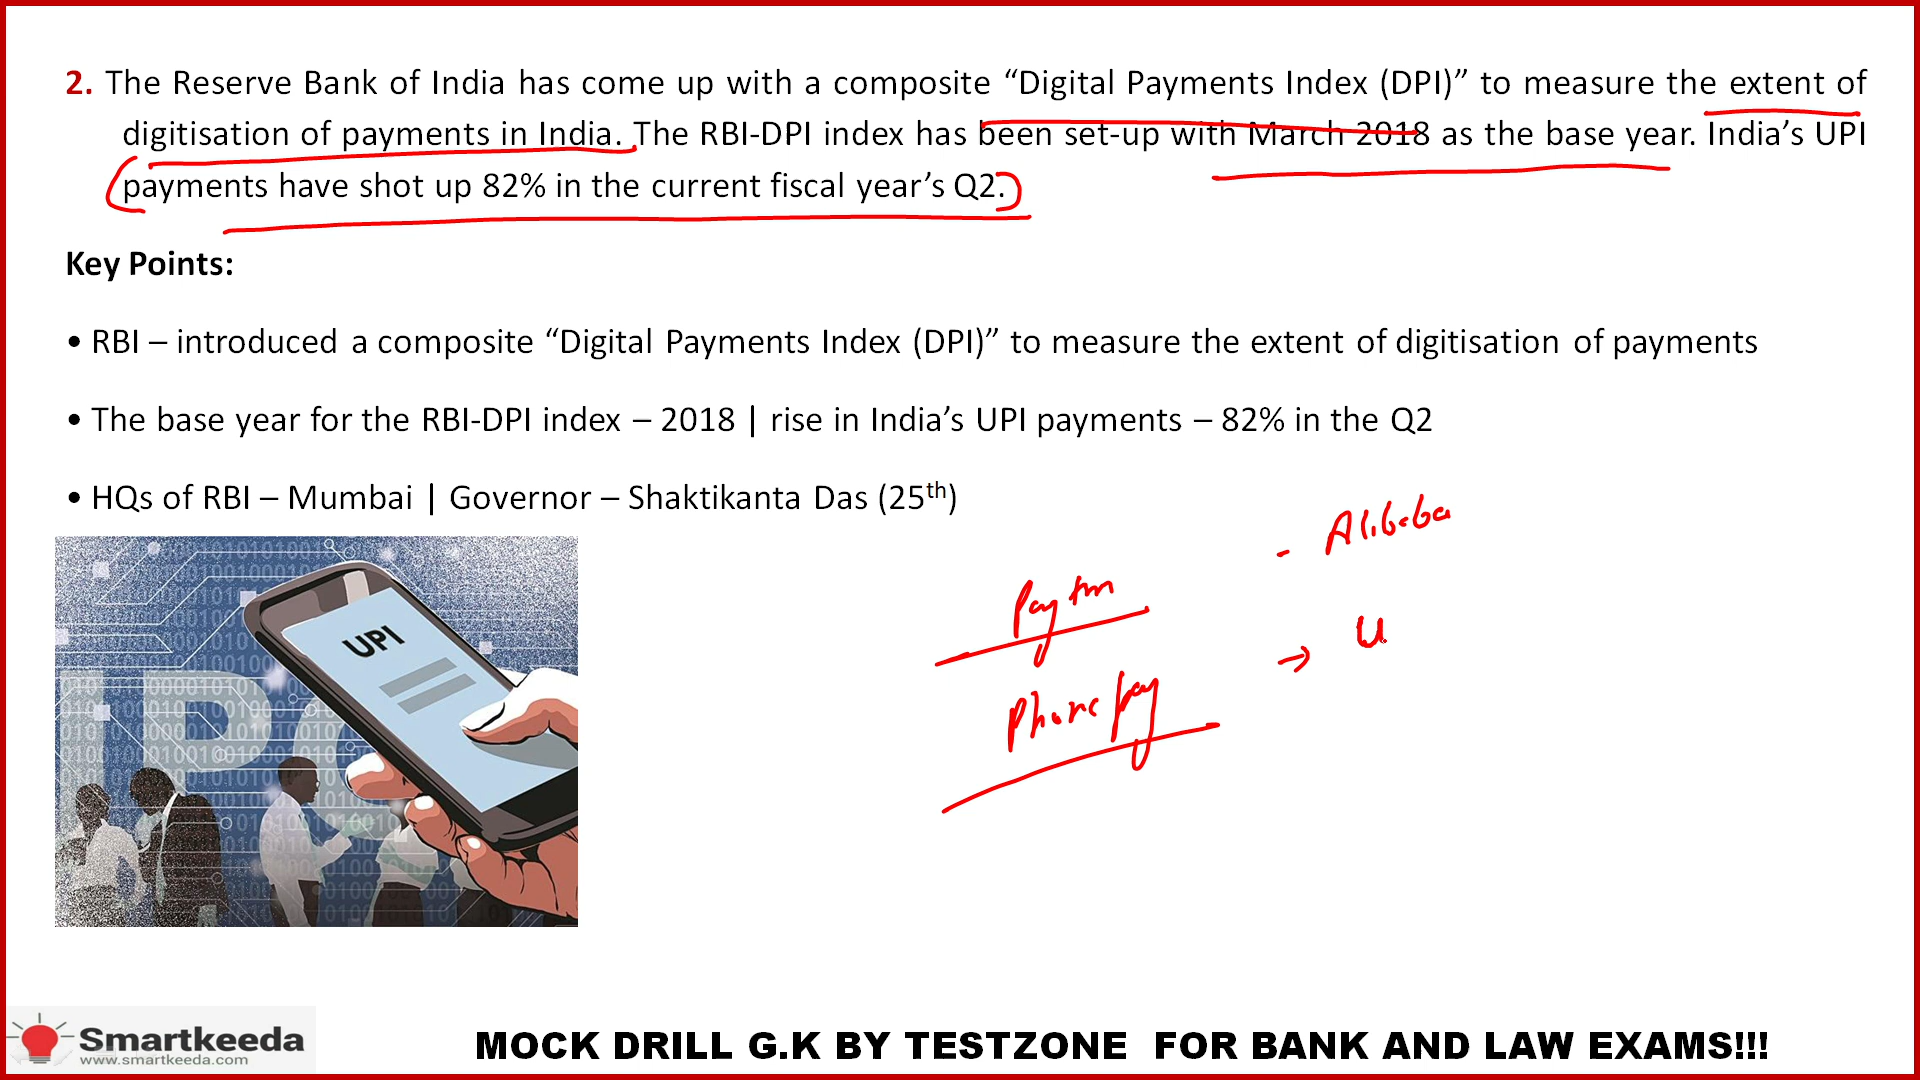 2. The Reserve Bank of India has come up with a composite “Digital Payments Index (DPI)” to measure the extent of
digitisation of payments in India. The RBI-DPI index has been set-up with March 2018 as the base year. India’s UPI
payments have shot up 82% in the current fiscal year’s Q2.
Key Points:
• RBI – introduced a composite “Digital Payments Index (DPI)” to measure the extent of digitisation of payments
• The base year for the RBI-DPI index – 2018 | rise in India’s UPI payments – 82% in the Q2
• HQs of RBI – Mumbai | Governor – Shaktikanta Das (25th)
- Alibaba
Paytm
→ U
Phonepay
UPI
Smartkeeda
www.smartkeeda.com
MOCK DRILL G.K BY TESTZONE FOR BANK AND LAW EXAMS!!!